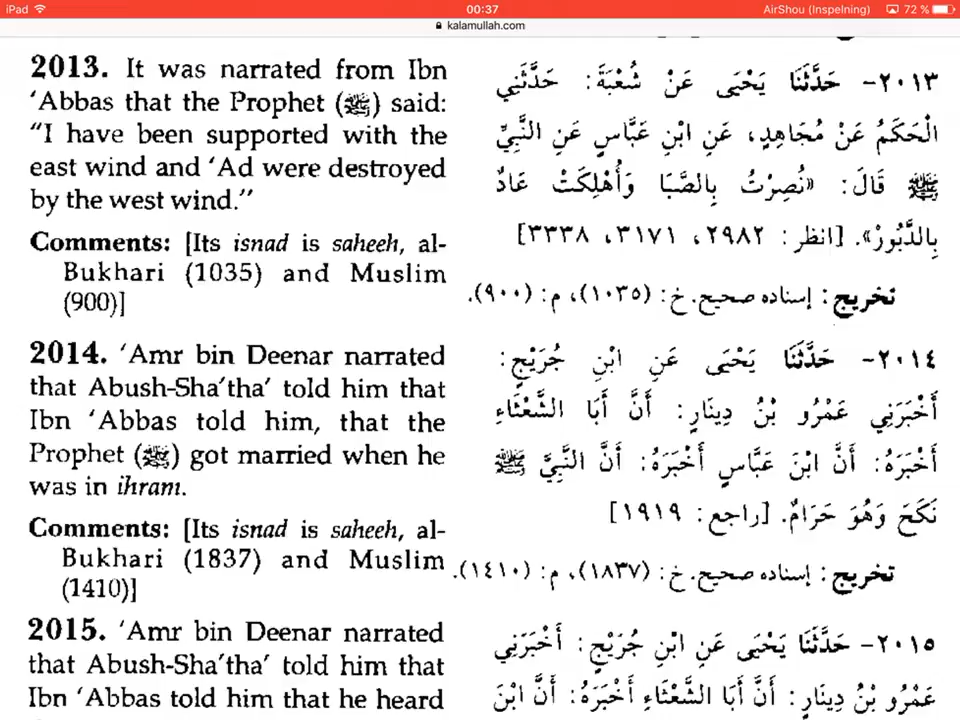 iPad 00:37 AirShou (Inspelning) 72 %
kalamullah.com
2013. It was narrated from Ibn
‘Abbas that the Prophet (ﷺ) said:
“I have been supported with the
east wind and ‘Ad were destroyed
by the west wind.”
Comments: [Its isnad is saheeh, al-
Bukhari (1035) and Muslim
(900)]
2014. ‘Amr bin Deenar narrated
that Abush-Sha‘tha’ told him that
Ibn ‘Abbas told him, that the
Prophet (ﷺ) got married when he
was in ihram.
Comments: [Its isnad is saheeh, al-
Bukhari (1837) and Muslim
(1410)]
2015. ‘Amr bin Deenar narrated
that Abush-Sha‘tha’ told him that
Ibn ‘Abbas told him that he heard
٢٠١٣- حَدَّثَنَا يَحْيَى عَنْ شُعْبَةَ: حَدَّثَنِي
الْحَكَمُ عَنْ مُجَاهِدٍ، عَنِ ابْنِ عَبَّاسٍ عَنِ النَّبِيِّ
ﷺ قَالَ: «نُصِرْتُ بِالصَّبَا وَأُهْلِكَتْ عَادٌ
بِالدَّبُورْ». [انظر: ٢٩٨٢، ٣١٧١، ٣٣٣٨]
تخريج: إسناده صحيح. خ: (١٠٣٥)، م: (٩٠٠).
٢٠١٤- حَدَّثَنَا يَحْيَى عَنِ ابْنِ جُرَيْجٍ:
أَخْبَرَنِي عَمْرُو بْنُ دِينَارٍ: أَنَّ أَبَا الشَّعْثَاءِ
أَخْبَرَهُ: أَنَّ ابْنَ عَبَّاسٍ أَخْبَرَهُ: أَنَّ النَّبِيَّ ﷺ
نَكَحَ وَهُوَ حَرَامٌ. [راجع: ١٩١٩]
تخريج: إسناده صحيح. خ: (١٨٣٧)، م: (١٤١٠).
٢٠١٥- حَدَّثَنَا يَحْيَى عَنِ ابْنِ جُرَيْجٍ: أَخْبَرَنِي
عَمْرُو بْنُ دِينَارٍ: أَنَّ أَبَا الشَّعْثَاءِ أَخْبَرَهُ: أَنَّ ابْنَ